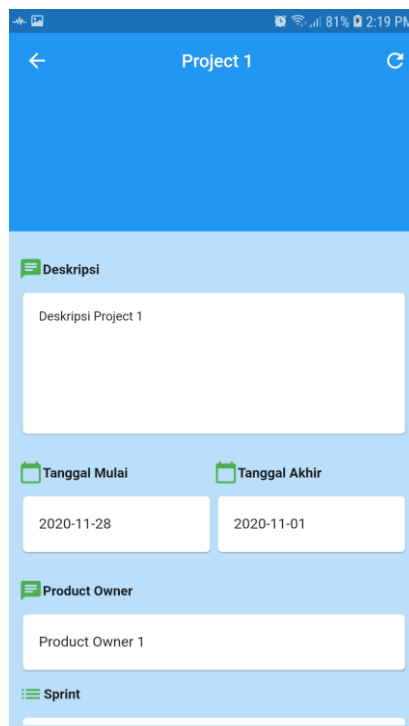 81% 2:19 PM
Project 1
Deskripsi
Deskripsi Project 1
Tanggal Mulai Tanggal Akhir
2020-11-28 2020-11-01
Product Owner
Product Owner 1
Sprint